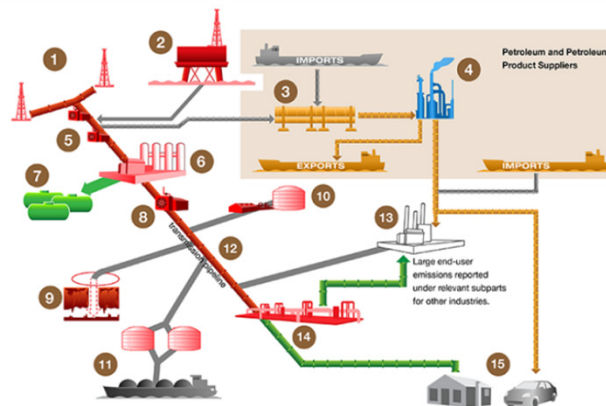 1
2
IMPORTS
4
Petroleum and Petroleum
Product Suppliers
3
5
6
EXPORTS
IMPORTS
7
8
10
13
transmission pipeline
12
Large end-user
emissions reported
under relevant subparts
for other industries.
9
14
11
15